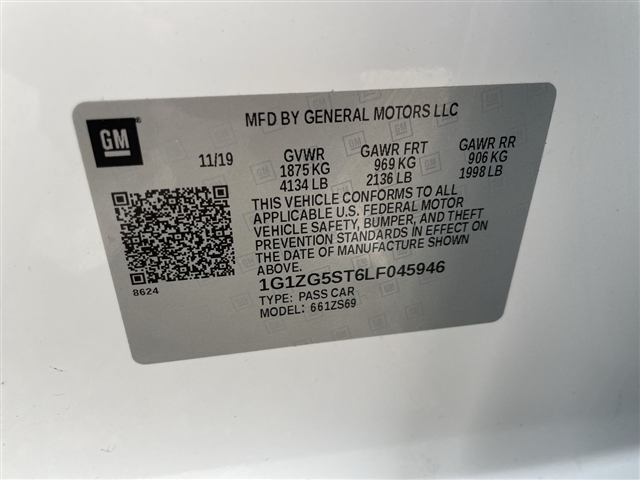 GM
MFD BY GENERAL MOTORS LLC
11/19 GVWR GAWR FRT GAWR RR
1875 KG 969 KG 906 KG
4134 LB 2136 LB 1998 LB
THIS VEHICLE CONFORMS TO ALL
APPLICABLE U.S. FEDERAL MOTOR
VEHICLE SAFETY, BUMPER, AND THEFT
PREVENTION STANDARDS IN EFFECT ON
THE DATE OF MANUFACTURE SHOWN
ABOVE.
8624
1G1ZG5ST6LF045946
TYPE: PASS CAR
MODEL: 661ZS69